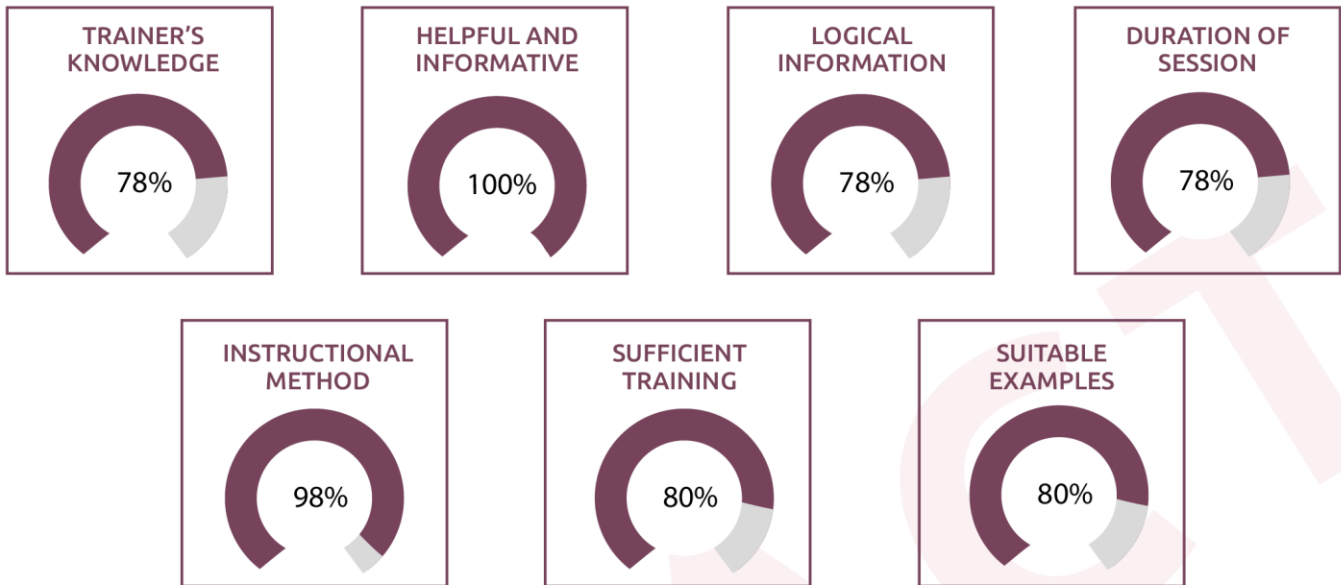 TRAINER'S
KNOWLEDGE
78%
HELPFUL AND
INFORMATIVE
100%
LOGICAL
INFORMATION
78%
DURATION OF
SESSION
78%
INSTRUCTIONAL
METHOD
98%
SUFFICIENT
TRAINING
80%
SUITABLE
EXAMPLES
80%